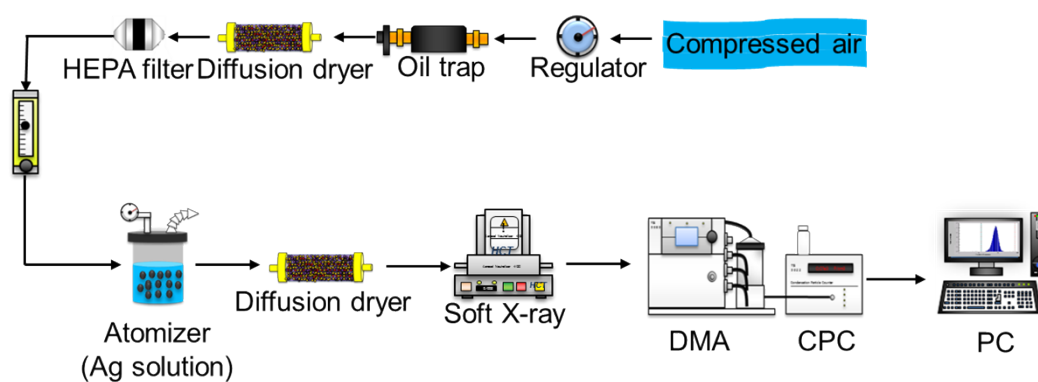 Compressed air
Regulator
Oil trap
Diffusion dryer
HEPA filter
Atomizer
(Ag solution)
Diffusion dryer
HCT
Soft X-ray
DMA
CPC
PC